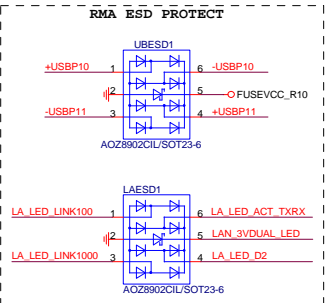 RMA ESD PROTECT
UBESD1
+USBP10 1 6 -USBP10
2 5 FUSEVCC_R10
-USBP11 3 4 +USBP11
AOZ8902CIL/SOT23-6
LAESD1
LA_LED_LINK100 1 6 LA_LED_ACT_TXRX
2 5 LAN_3VDUAL_LED
LA_LED_LINK1000 3 4 LA_LED_D2
AOZ8902CIL/SOT23-6